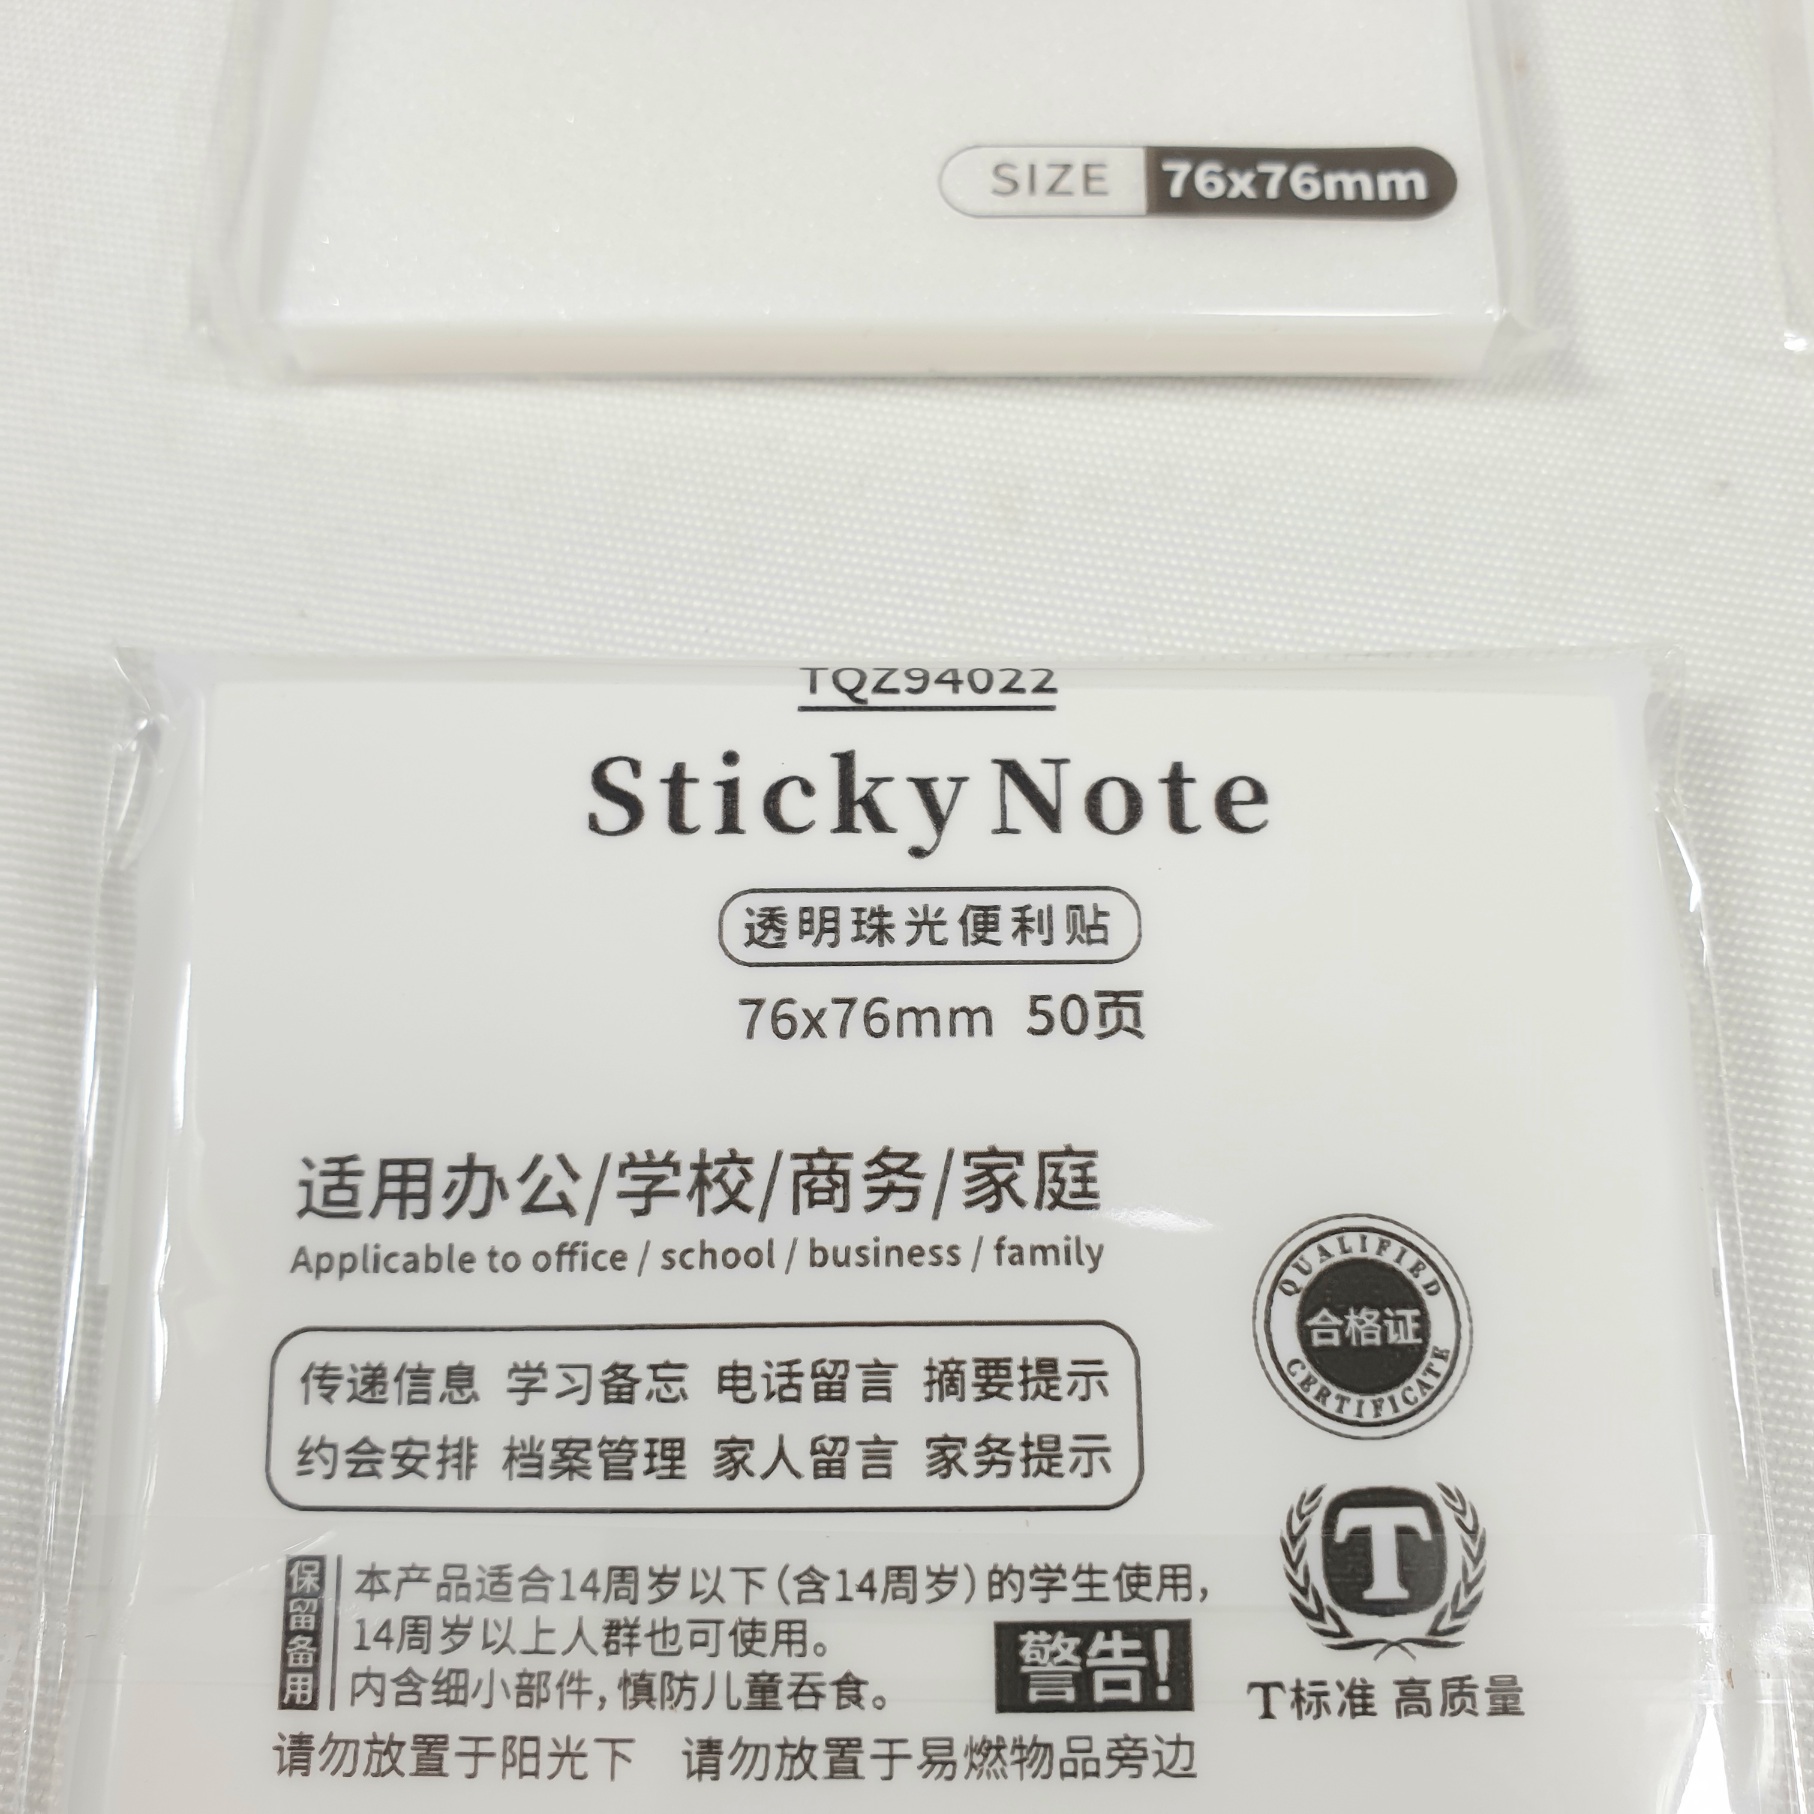 SIZE 76x76mm
TQZ94022
Sticky Note
透明珠光便利贴
76x76mm 50页
适用办公/学校/商务/家庭
Applicable to office / school / business / family
QUALIFIED
合格证
CERTIFICATE
传递信息 学习备忘 电话留言 摘要提示
约会安排 档案管理 家人留言 家务提示
保留备用
本产品适合14周岁以下(含14周岁)的学生使用,
14周岁以上人群也可使用。
内含细小部件,慎防儿童吞食。
警告!
T
T标准 高质量
请勿放置于阳光下 请勿放置于易燃物品旁边